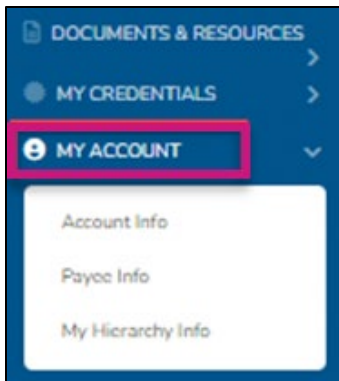 DOCUMENTS & RESOURCES
MY CREDENTIALS
MY ACCOUNT
Account Info
Payee Info
My Hierarchy Info